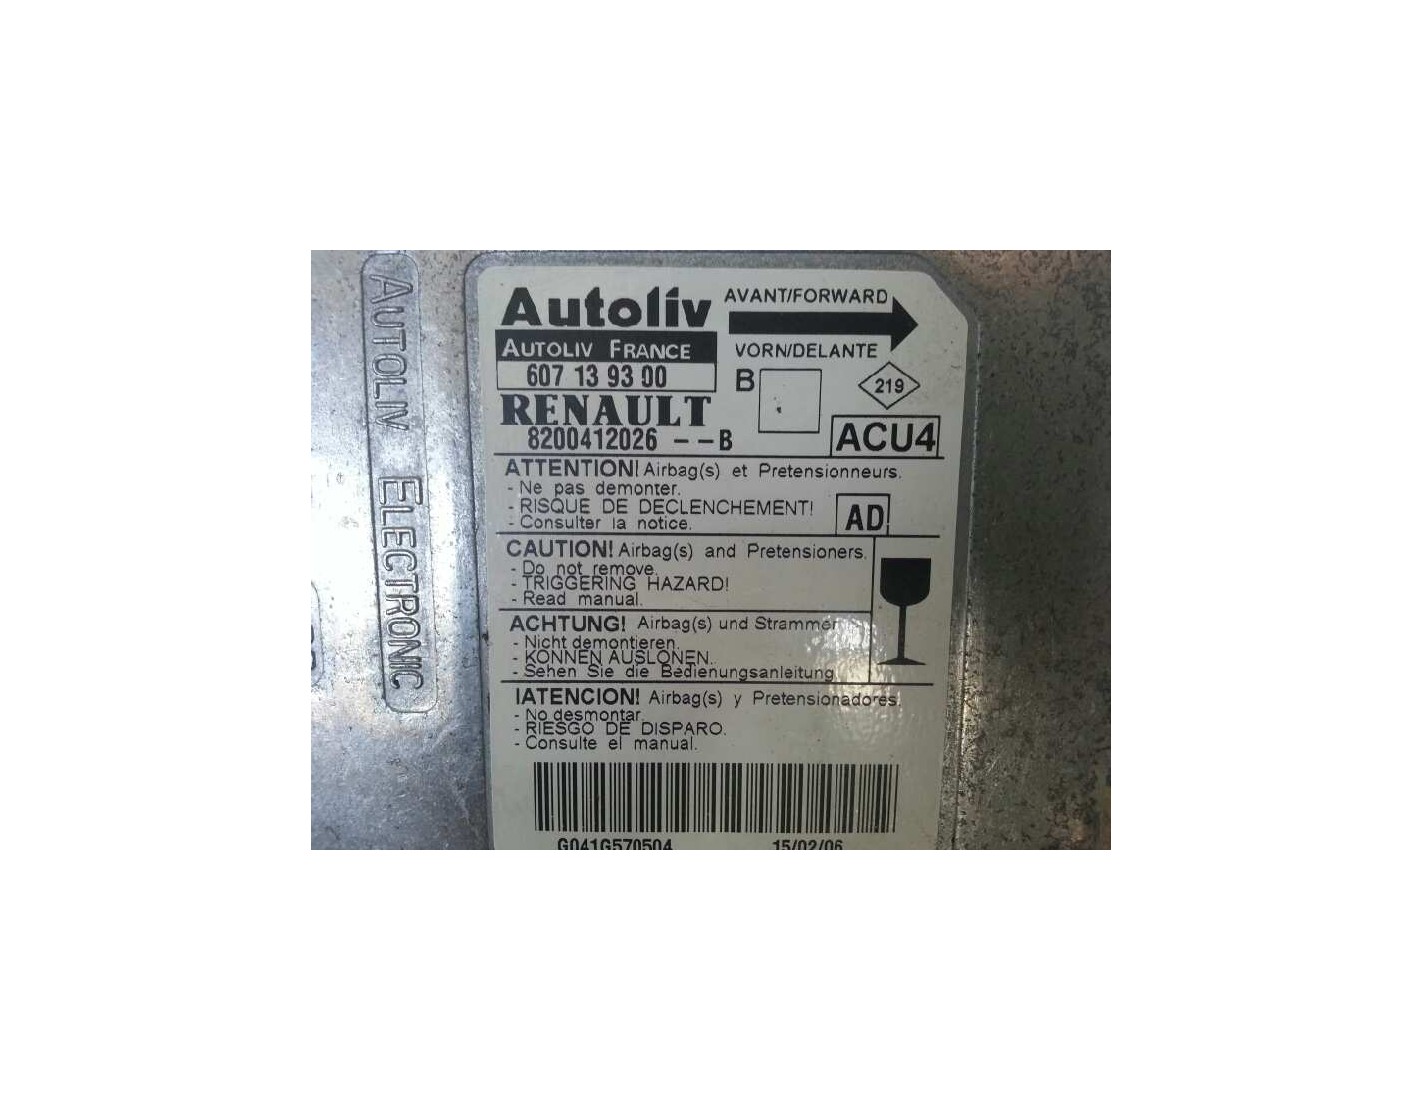 AUTOLIV ELECTRONIC
Autoliv
AVANT/FORWARD
AUTOLIV FRANCE
VORN/DELANTE
607 13 93 00
B
219
RENAULT
8200412026 --B
ACU4
ATTENTION! Airbag(s) et Pretensionneurs.
- Ne pas demonter.
- RISQUE DE DECLENCHEMENT!
- Consulter la notice.
AD
CAUTION! Airbag(s) and Pretensioners.
- Do not remove.
- TRIGGERING HAZARD!
- Read manual.
ACHTUNG! Airbag(s) und Strammer
- Nicht demontieren.
- KONNEN AUSLONEN.
- Sehen Sie die Bedienungsanleitung
!ATENCION! Airbag(s) y Pretensionadores.
- No desmontar.
- RIESGO DE DISPARO.
- Consulte el manual.
G041G570504 15/02/06